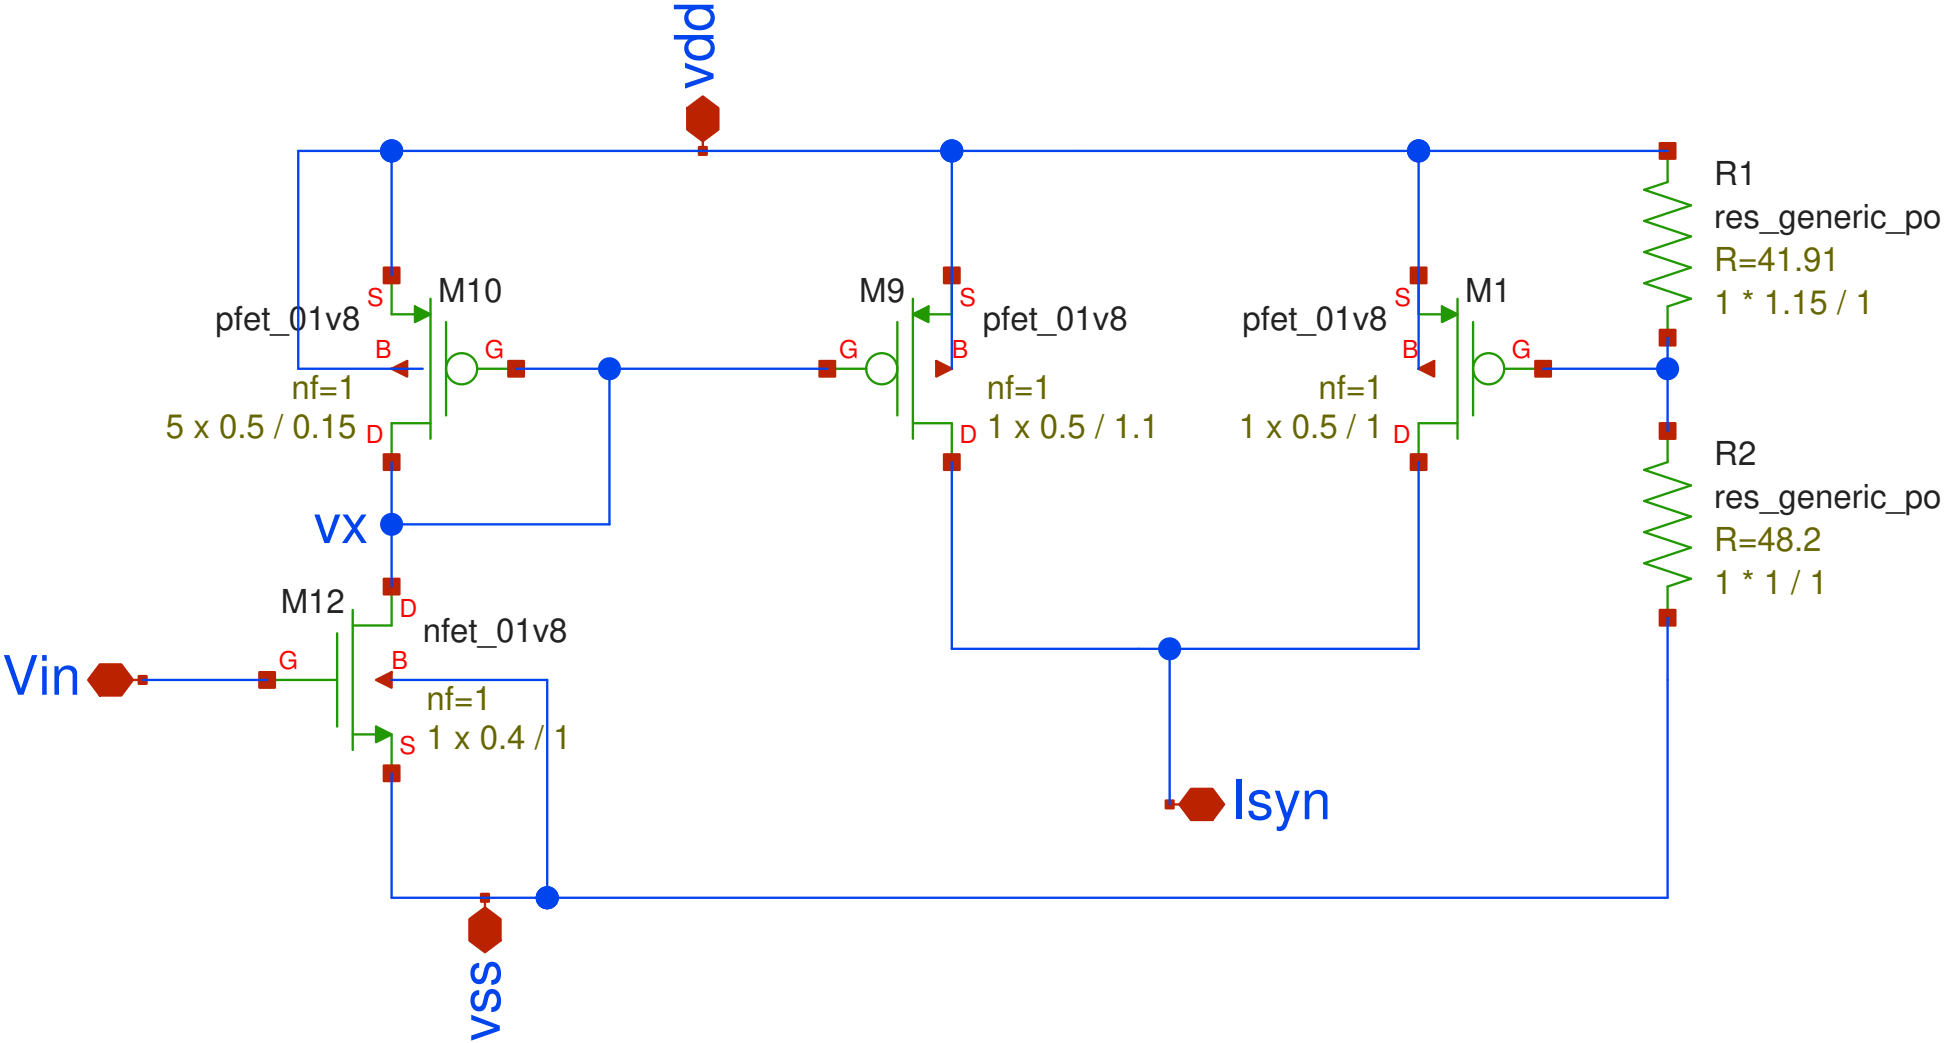 vdd
R1
res_generic_po
R=41.91
1 * 1.15 / 1
S
M10
pfet_01v8
B
G
nf=1
5 x 0.5 / 0.15
D
M9
S
pfet_01v8
G
B
nf=1
1 x 0.5 / 1.1
D
S
M1
pfet_01v8
B
G
nf=1
1 x 0.5 / 1
D
R2
res_generic_po
R=48.2
1 * 1 / 1
vx
M12
D
nfet_01v8
Vin
G
B
nf=1
1 x 0.4 / 1
S
Isyn
vss